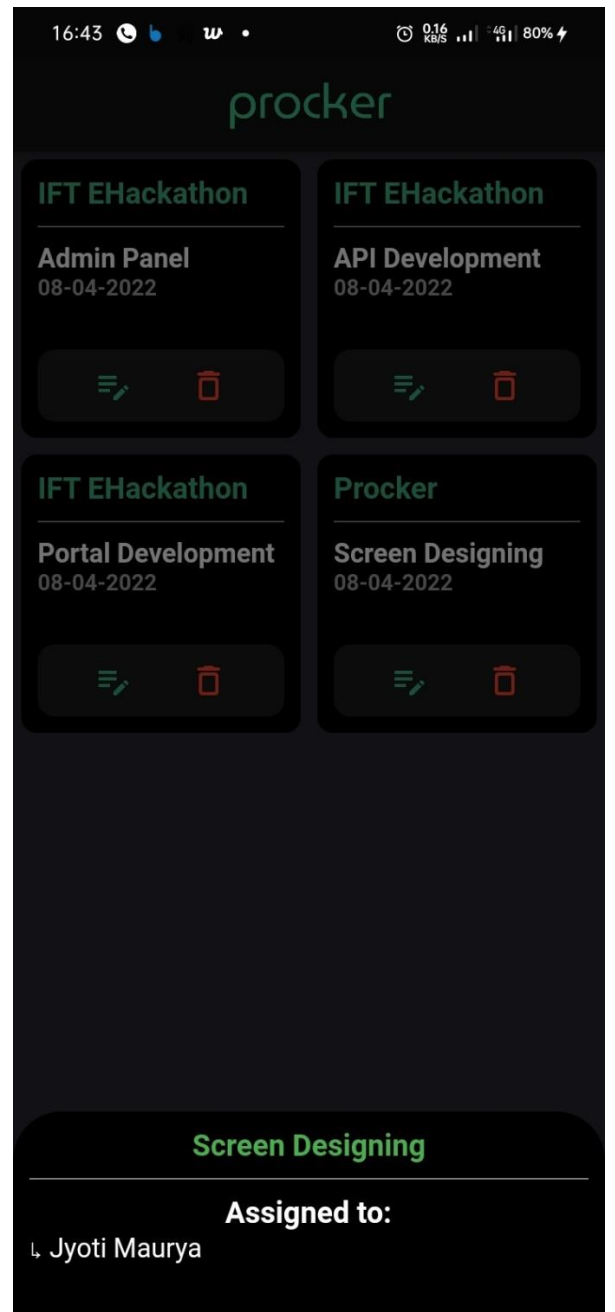 16:43 0.16 KB/S 4G 80%
procker
IFT EHackathon
Admin Panel
08-04-2022
IFT EHackathon
API Development
08-04-2022
IFT EHackathon
Portal Development
08-04-2022
Procker
Screen Designing
08-04-2022
Screen Designing
Assigned to:
↳ Jyoti Maurya